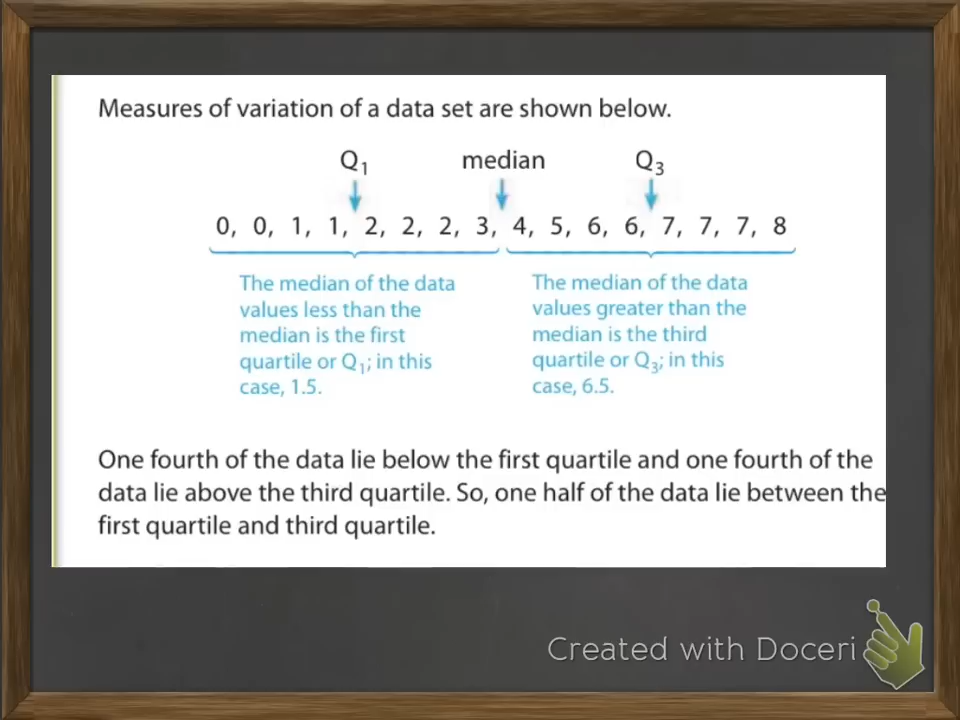 Measures of variation of a data set are shown below.
Q1 median Q3
0, 0, 1, 1, 2, 2, 2, 3, 4, 5, 6, 6, 7, 7, 7, 8
The median of the data
values less than the
median is the first
quartile or Q1; in this
case, 1.5.
The median of the data
values greater than the
median is the third
quartile or Q3; in this
case, 6.5.
One fourth of the data lie below the first quartile and one fourth of the
data lie above the third quartile. So, one half of the data lie between the
first quartile and third quartile.
Created with Doceri